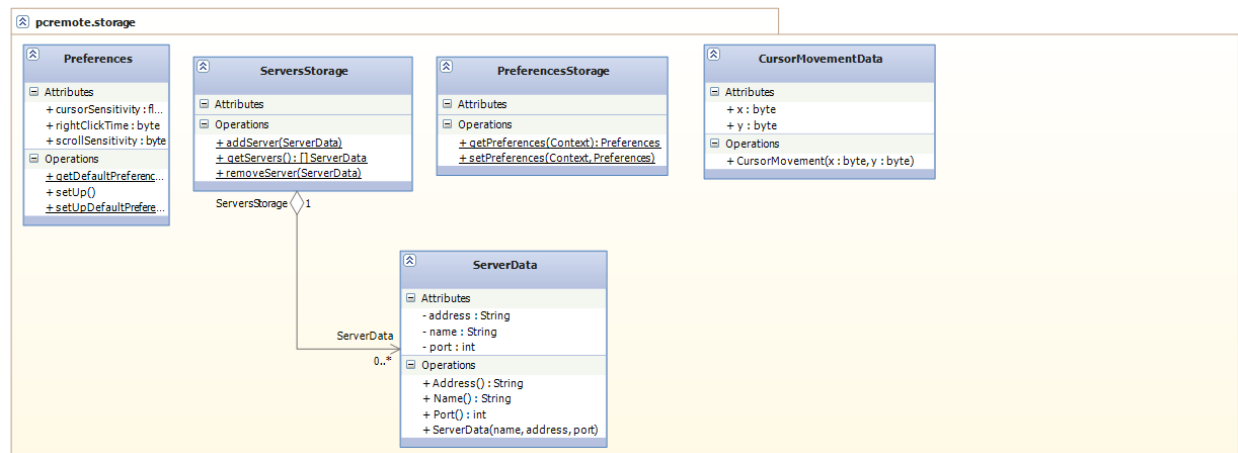 pcremote.storage
Preferences
Attributes
+ cursorSensitivity : fl...
+ rightClickTime : byte
+ scrollSensitivity : byte
Operations
+ getDefaultPreferenc...
+ setUp()
+ setUpDefaultPrefere...
ServersStorage
Attributes
Operations
+ addServer(ServerData)
+ getServers() : [] ServerData
+ removeServer(ServerData)
PreferencesStorage
Attributes
Operations
+ getPreferences(Context): Preferences
+ setPreferences(Context, Preferences)
CursorMovementData
Attributes
+ x : byte
+ y : byte
Operations
+ CursorMovement(x : byte, y : byte)
ServersStorage
1
ServerData
0..*
ServerData
Attributes
- address : String
- name : String
- port : int
Operations
+ Address() : String
+ Name() : String
+ Port() : int
+ ServerData(name, address, port)